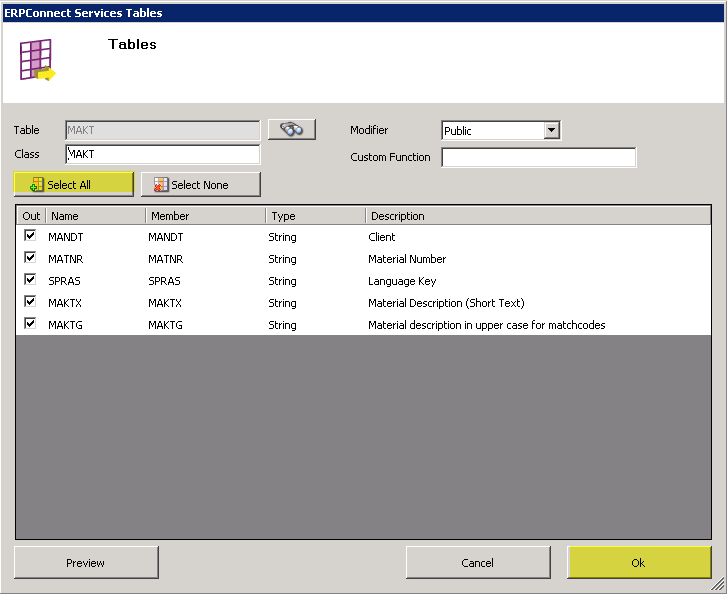 ERPConnect Services Tables
Tables
Table MAKT Modifier Public
Class MAKT Custom Function
Select All Select None
Out Name Member Type Description
MANDT MANDT String Client
MATNR MATNR String Material Number
SPRAS SPRAS String Language Key
MAKTX MAKTX String Material Description (Short Text)
MAKTG MAKTG String Material description in upper case for matchcodes
Preview Cancel Ok